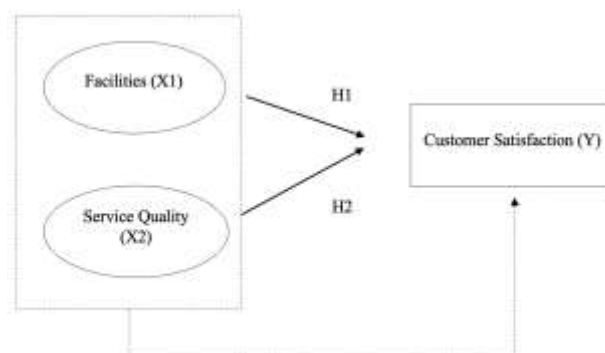 Facilities (X1)
H1
Customer Satisfaction (Y)
Service Quality
(X2)
H2